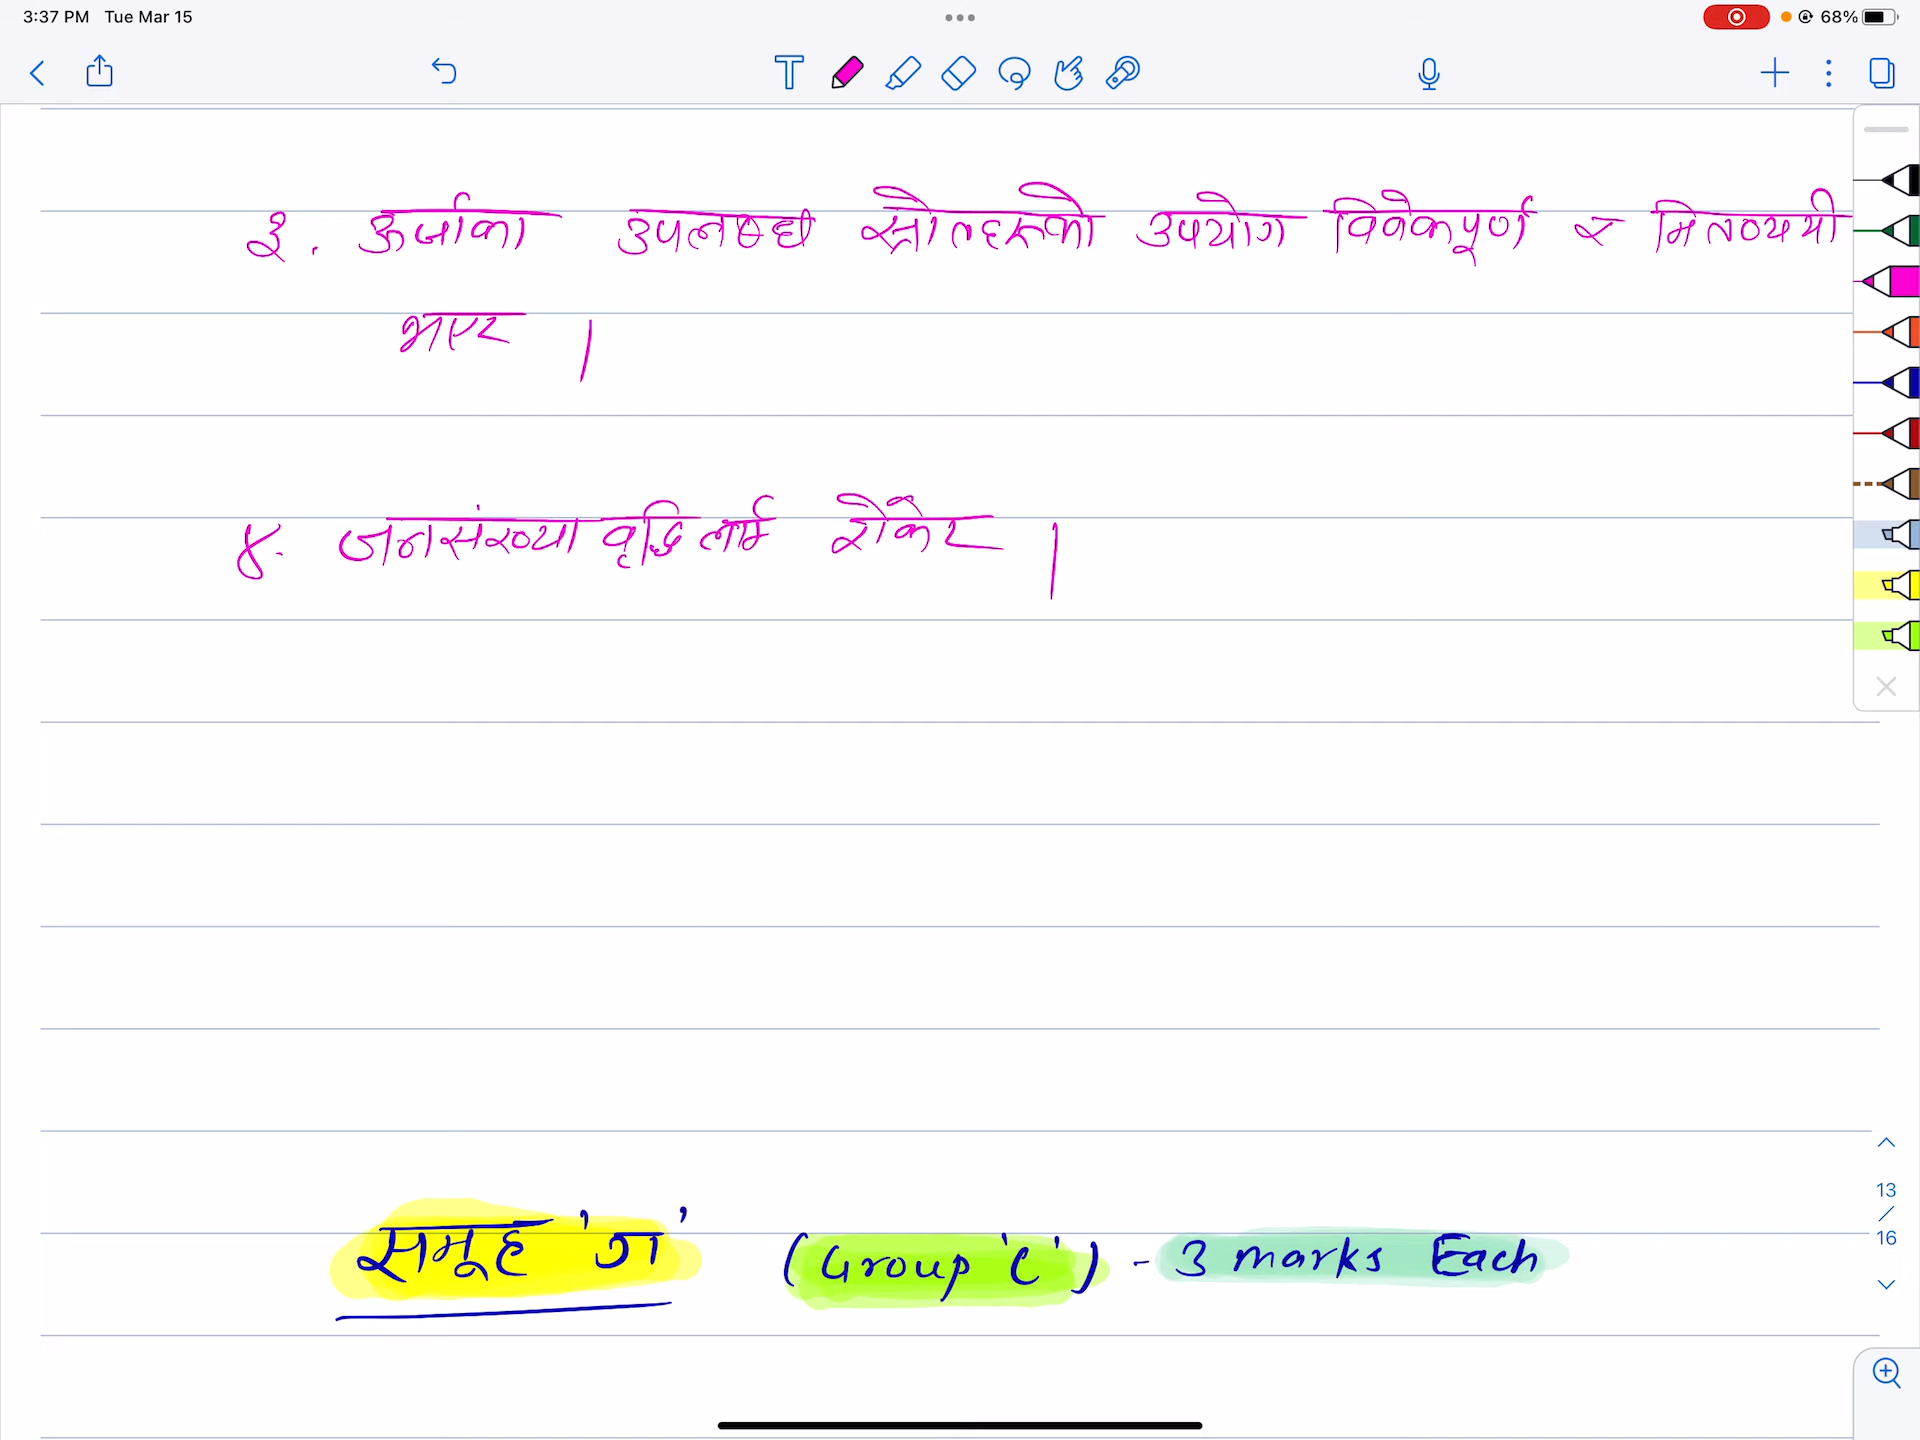 3:37 PM Tue Mar 15
68%
३. ऊर्जाका उपलब्ध स्रोतहरूको उपयोग विवेकपूर्ण र मितव्ययी
भएर ।
४. जनसंख्या वृद्धिलाई रोकेर ।
समूह 'ग' (Group 'C') - 3 marks Each
13
/
16